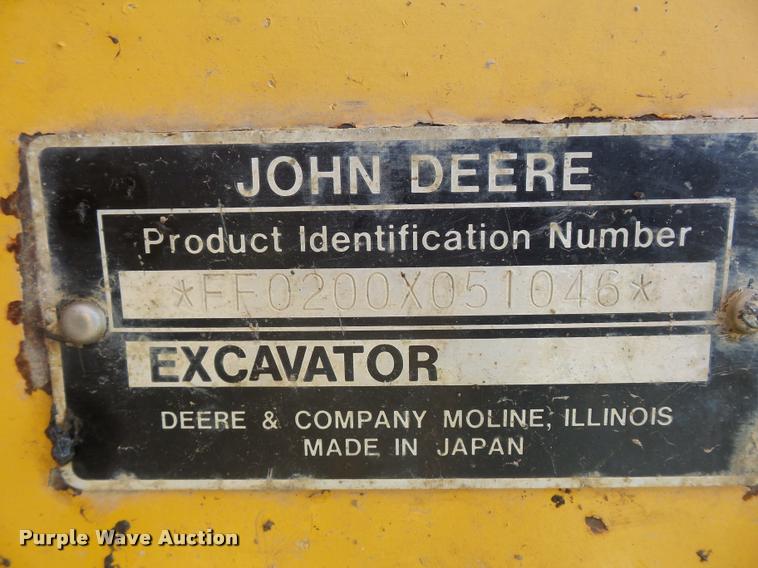 JOHN DEERE
Product Identification Number
*FF0200X051046*
EXCAVATOR
DEERE & COMPANY MOLINE, ILLINOIS
MADE IN JAPAN
Purple Wave Auction